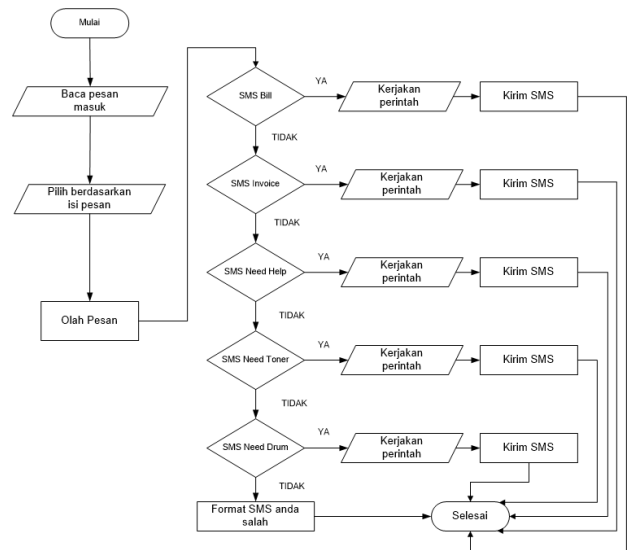 Mulai
Baca pesan
masuk
Pilih berdasarkan
isi pesan
Olah Pesan
SMS Bill
YA
Kerjakan
perintah
Kirim SMS
TIDAK
SMS Invoice
YA
Kerjakan
perintah
Kirim SMS
TIDAK
SMS Need Help
YA
Kerjakan
perintah
Kirim SMS
TIDAK
SMS Need Toner
YA
Kerjakan
perintah
Kirim SMS
TIDAK
SMS Need Drum
YA
Kerjakan
perintah
Kirim SMS
TIDAK
Format SMS anda
salah
Selesai